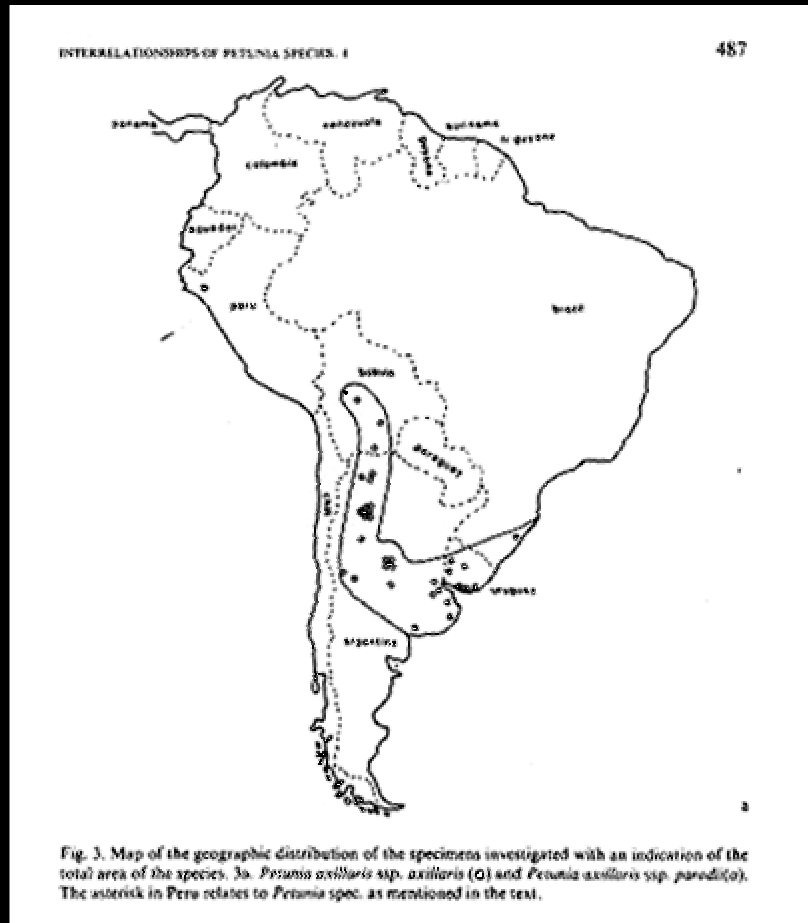 INTERRELATIONSHIPS OF PETUNIA SPECIES. I
487
panama
venezuela
suriname
fr guyane
guyana
colombia
ecuador
peru
brazil
bolivia
paraguay
chili
uruguay
argentina
a
Fig. 3. Map of the geographic distribution of the specimens investigated with an indication of the
total area of the species. 3a. Petunia axillaris ssp. axillaris (O) and Petunia axillaris ssp. parodii(o).
The asterisk in Peru relates to Petunia spec. as mentioned in the text.